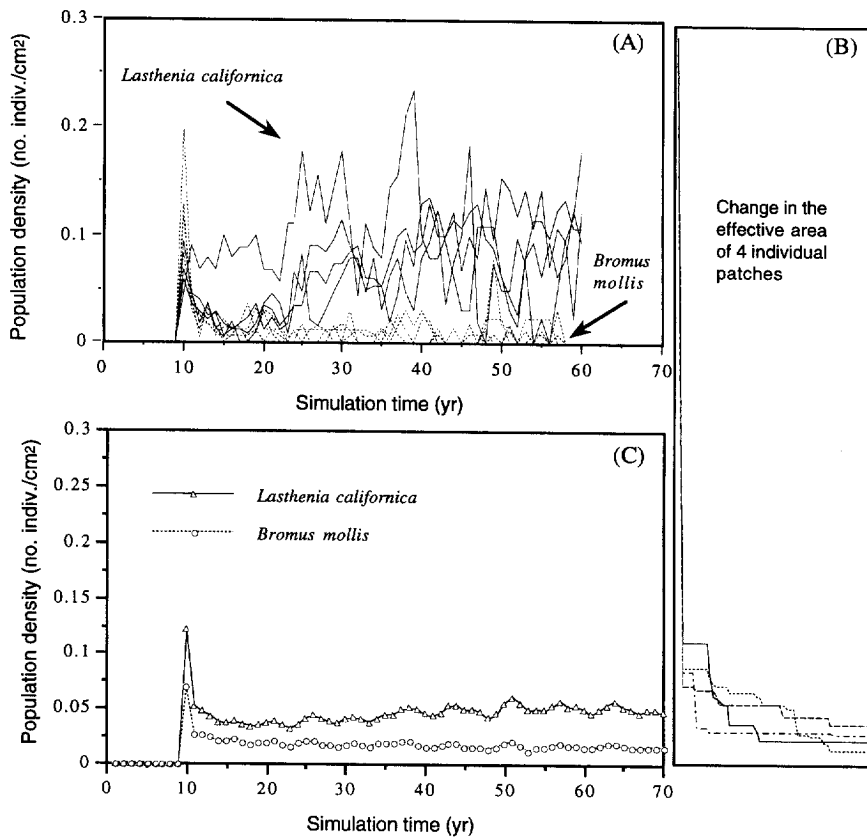 (A)
Population density (no. indiv./cm2)
0.3
0.2
0.1
0
Lasthenia californica
Bromus
mollis
0 10 20 30 40 50 60 70
Simulation time (yr)
(B)
Change in the
effective area
of 4 individual
patches
(C)
Population density (no. indiv./cm2)
0.3
0.25
0.2
0.15
0.1
0.05
0
Lasthenia californica
Bromus mollis
0 10 20 30 40 50 60 70
Simulation time (yr)